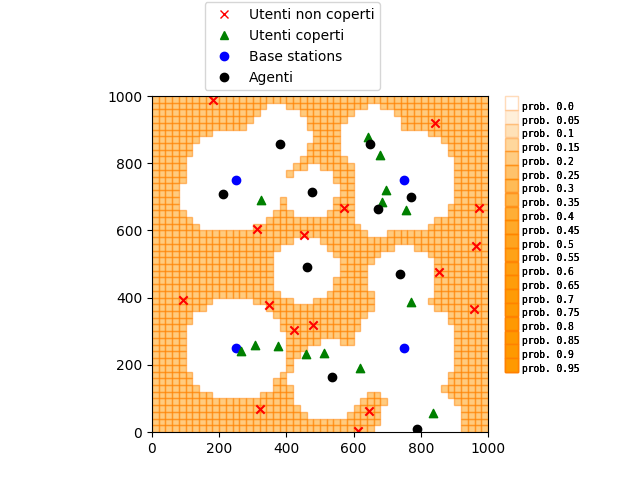 Utenti non coperti
Utenti coperti
Base stations
Agenti
1000
800
600
400
200
0
0 200 400 600 800 1000
prob. 0.0
prob. 0.05
prob. 0.1
prob. 0.15
prob. 0.2
prob. 0.25
prob. 0.3
prob. 0.35
prob. 0.4
prob. 0.45
prob. 0.5
prob. 0.55
prob. 0.6
prob. 0.65
prob. 0.7
prob. 0.75
prob. 0.8
prob. 0.85
prob. 0.9
prob. 0.95